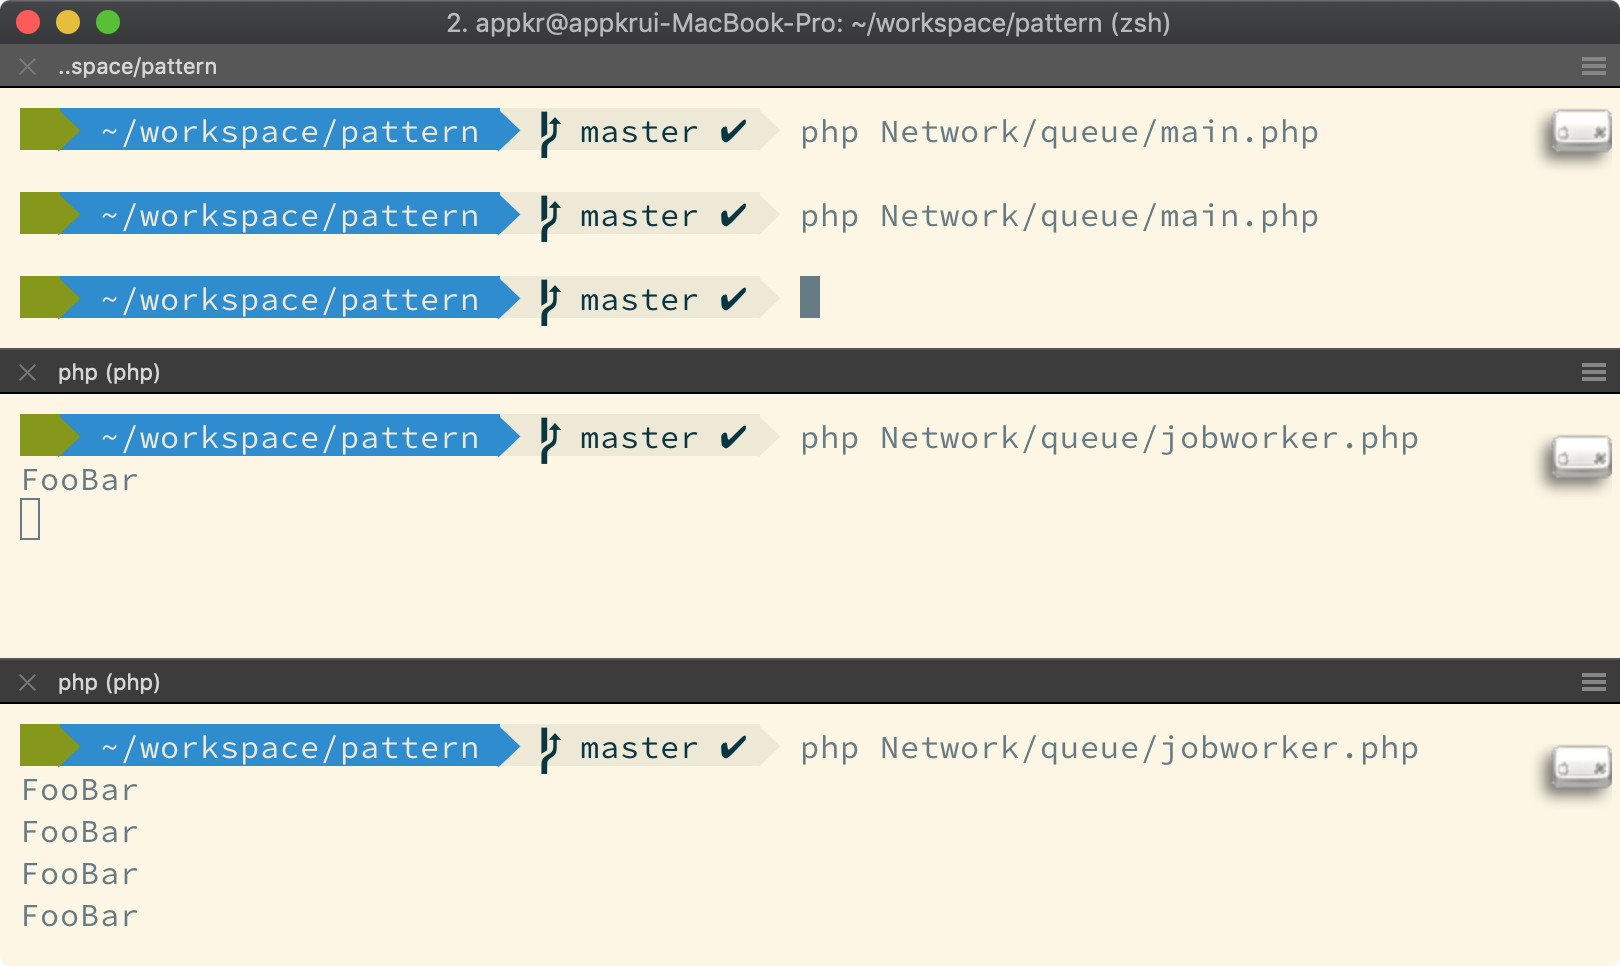 2. appkr@appkrui-MacBook-Pro: ~/workspace/pattern (zsh)
..space/pattern
~/workspace/pattern master ✔ php Network/queue/main.php
~/workspace/pattern master ✔ php Network/queue/main.php
~/workspace/pattern master ✔
php (php)
~/workspace/pattern master ✔ php Network/queue/jobworker.php
FooBar
php (php)
~/workspace/pattern master ✔ php Network/queue/jobworker.php
FooBar
FooBar
FooBar
FooBar